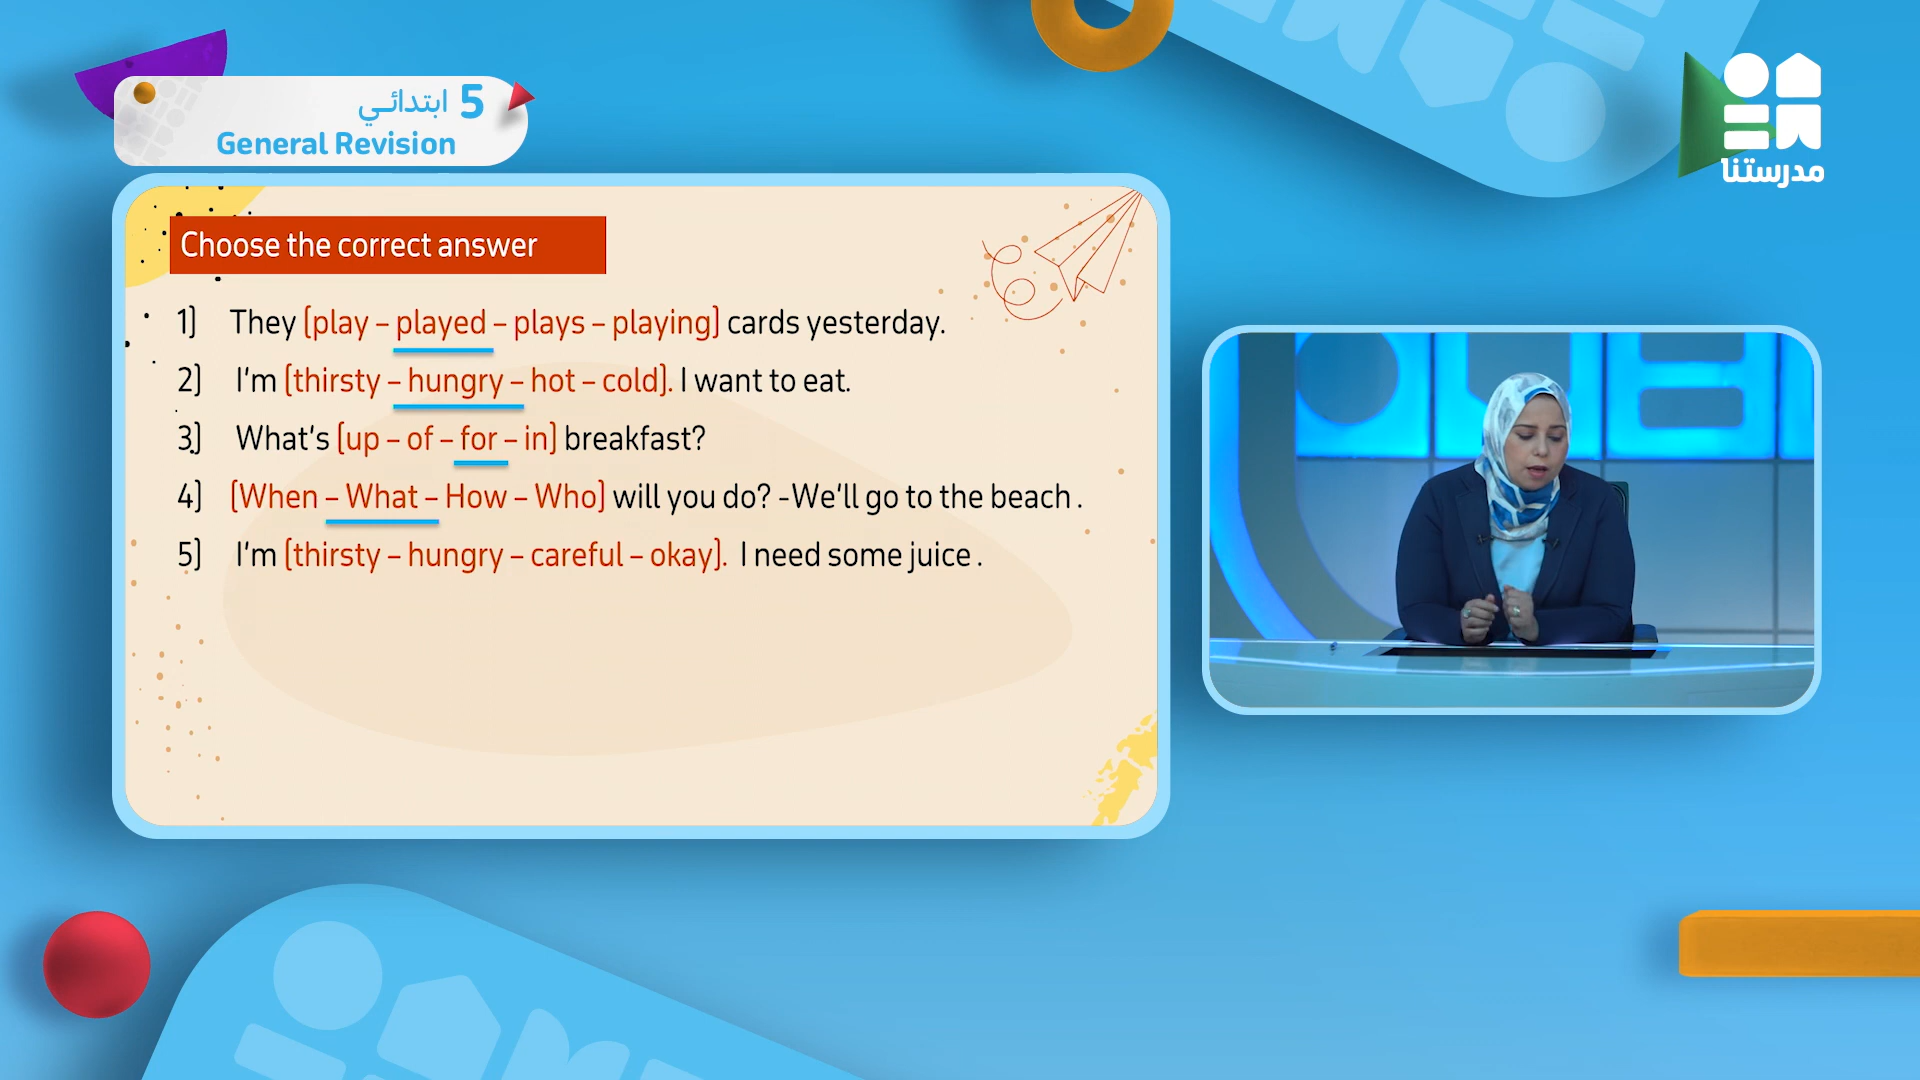 5 ابتدائي
General Revision
مدرستنا
Choose the correct answer
1) They (play – played – plays – playing) cards yesterday.
2) I'm (thirsty – hungry – hot – cold). I want to eat.
3) What's (up – of – for – in) breakfast?
4) (When – What – How – Who) will you do? -We'll go to the beach .
5) I'm (thirsty – hungry – careful – okay). I need some juice .